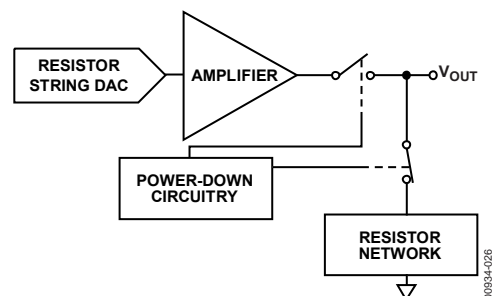 RESISTOR
STRING DAC
AMPLIFIER
VOUT
POWER-DOWN
CIRCUITRY
RESISTOR
NETWORK
00934-026